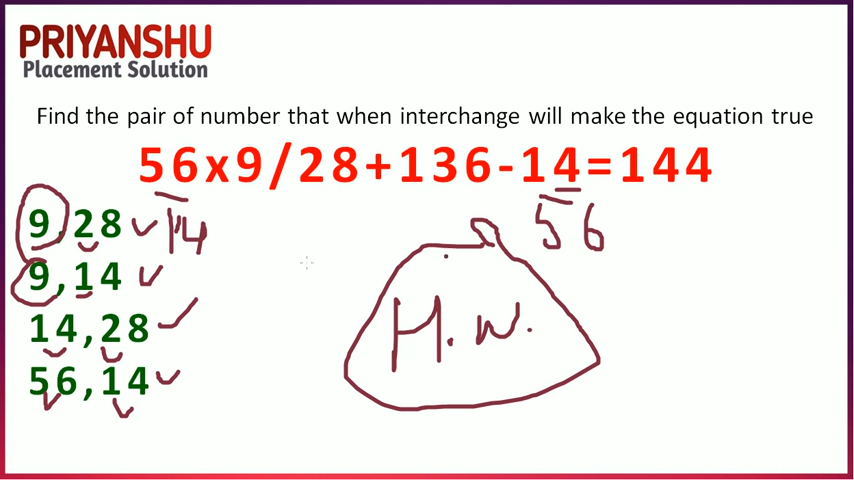 PRIYANSHU
Placement Solution
Find the pair of number that when interchange will make the equation true
56x9/28+136-14=144
9,28
14
56
9,14
H.W.
14,28
56,14